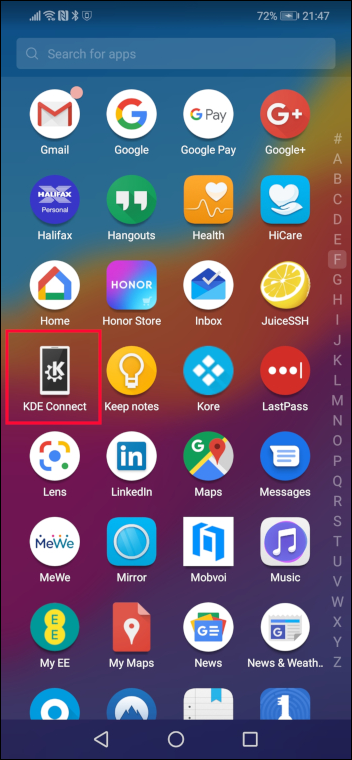 72% 21:47
Search for apps
G Pay G+
Gmail Google Google Pay Google+
HALIFAX
Personal
Halifax Hangouts Health HiCare
HONOR
Home Honor Store Inbox JuiceSSH
KDE Connect Keep notes Kore LastPass
in
Lens LinkedIn Maps Messages
MeWe
MeWe Mirror Mobvoi Music
EE GE G
My EE My Maps News News & Weath..
#
A
B
C
D
E
F
G
H
I
J
K
L
M
N
O
P
Q
R
S
T
U
V
W
X
Y
Z